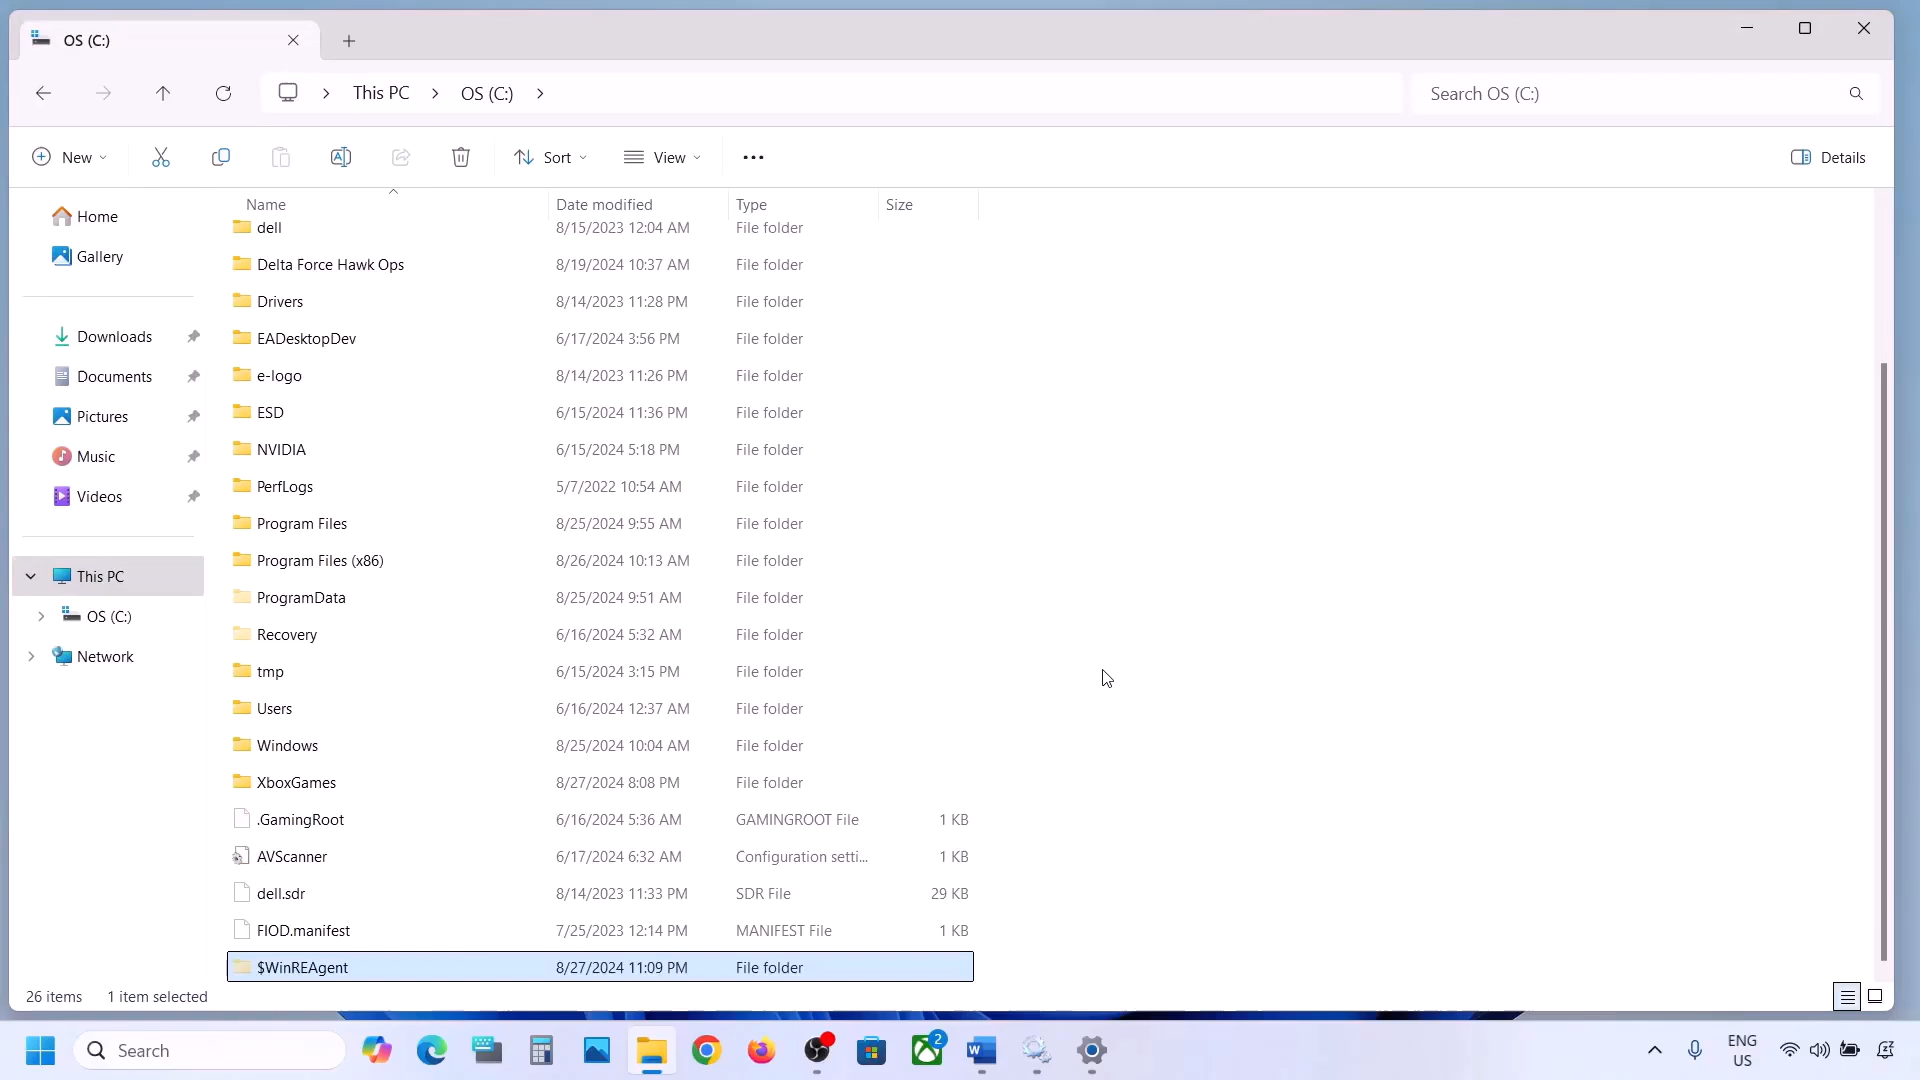 OS (C:)
This PC
OS (C:)
Search OS (C:)
New
Sort
View
Details
Name
Date modified
Type
Size
Home
Gallery
Downloads
Documents
Pictures
Music
Videos
This PC
OS (C:)
Network
dell 8/15/2023 12:04 AM File folder
Delta Force Hawk Ops 8/19/2024 10:37 AM File folder
Drivers 8/14/2023 11:28 PM File folder
EADesktopDev 6/17/2024 3:56 PM File folder
e-logo 8/14/2023 11:26 PM File folder
ESD 6/15/2024 11:36 PM File folder
NVIDIA 6/15/2024 5:18 PM File folder
PerfLogs 5/7/2022 10:54 AM File folder
Program Files 8/25/2024 9:55 AM File folder
Program Files (x86) 8/26/2024 10:13 AM File folder
ProgramData 8/25/2024 9:51 AM File folder
Recovery 6/16/2024 5:32 AM File folder
tmp 6/15/2024 3:15 PM File folder
Users 6/16/2024 12:37 AM File folder
Windows 8/25/2024 10:04 AM File folder
XboxGames 8/27/2024 8:08 PM File folder
.GamingRoot 6/16/2024 5:36 AM GAMINGROOT File 1 KB
AVScanner 6/17/2024 6:32 AM Configuration setti... 1 KB
dell.sdr 8/14/2023 11:33 PM SDR File 29 KB
FIOD.manifest 7/25/2023 12:14 PM MANIFEST File 1 KB
$WinREAgent 8/27/2024 11:09 PM File folder
26 items 1 item selected
Search
2
ENG
US